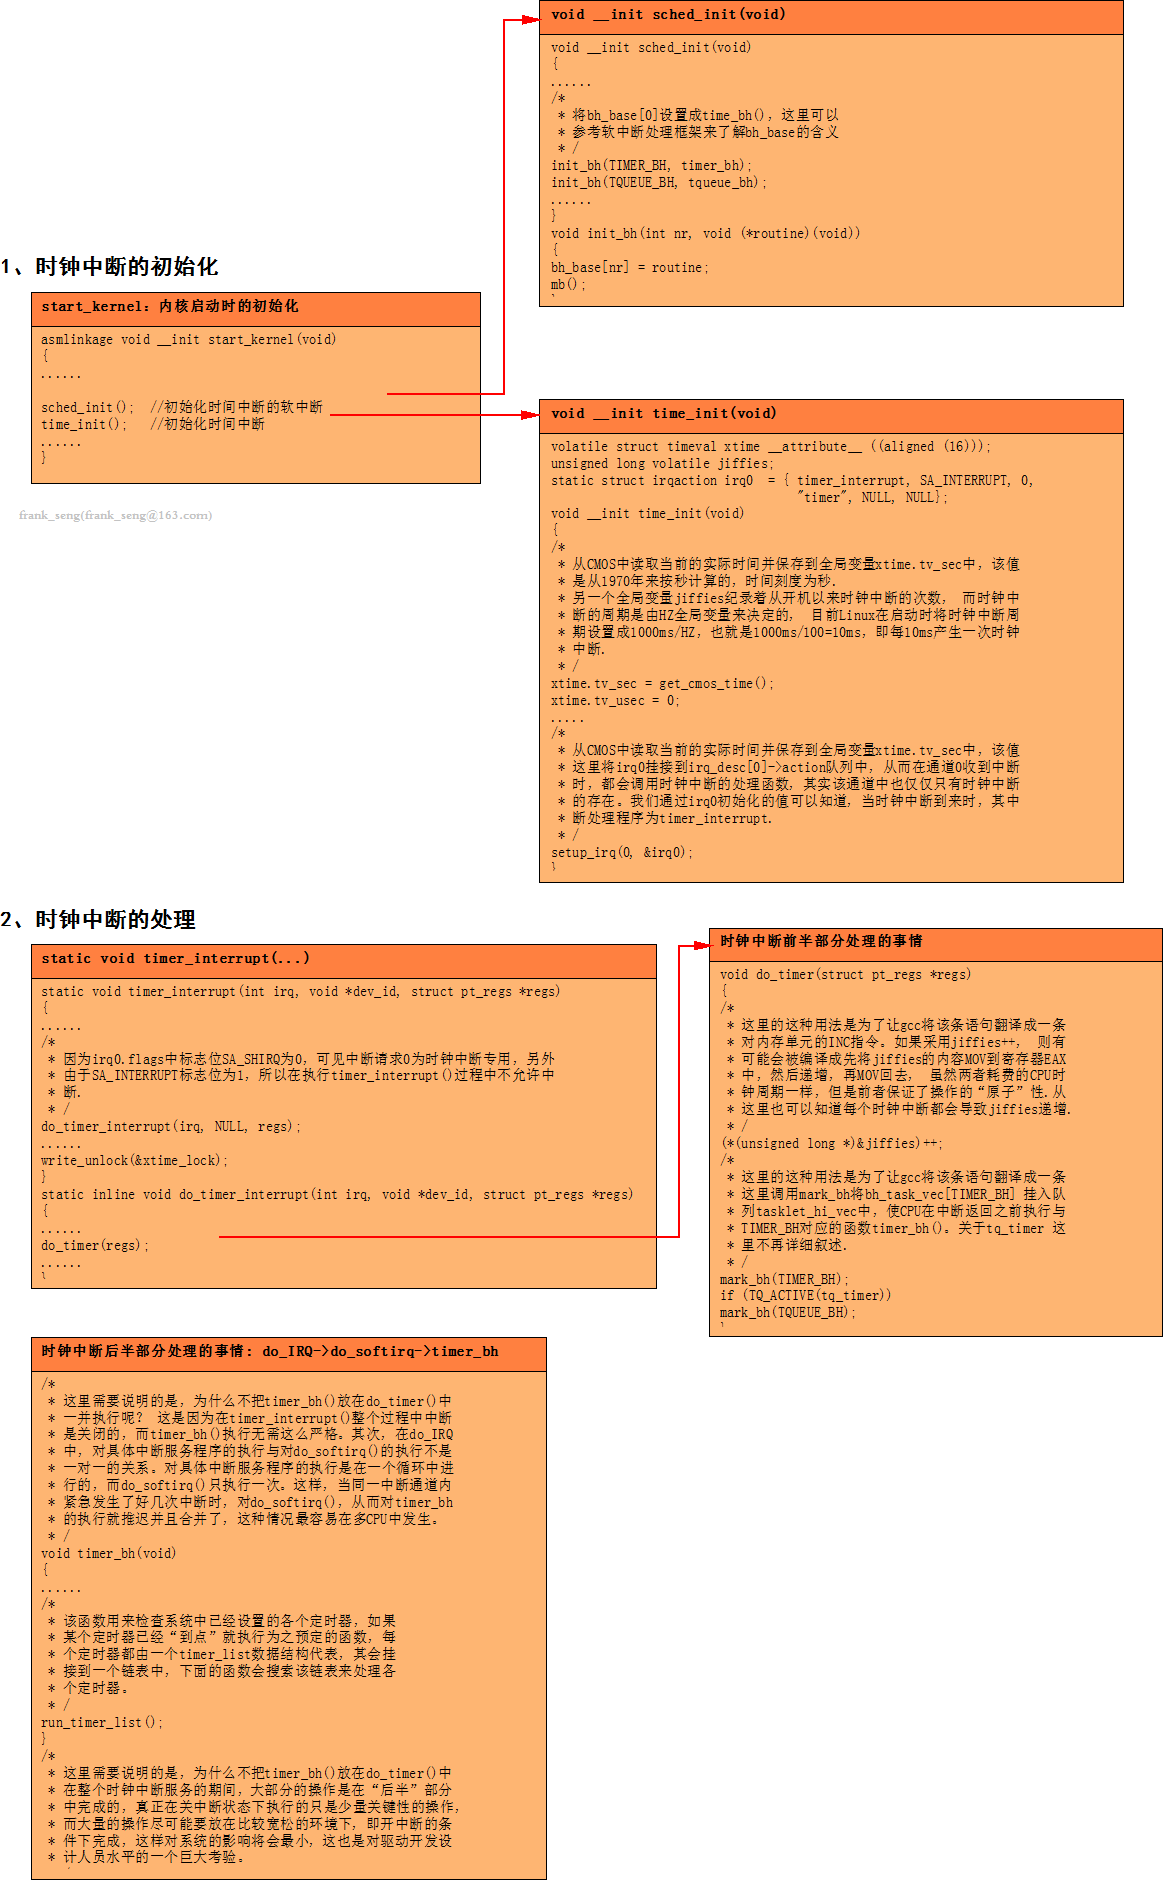 1、时钟中断的初始化
start_kernel：内核启动时的初始化
asmlinkage void __init start_kernel(void)
{
......
sched_init();  //初始化时间中断的软中断
time_init();   //初始化时间中断
......
}
frank_seng(frank_seng@163.com)
void __init sched_init(void)
void __init sched_init(void)
{
......
/*
* 将bh_base[0]设置成time_bh()，这里可以
* 参考软中断处理框架来了解bh_base的含义
* /
init_bh(TIMER_BH, timer_bh);
init_bh(TQUEUE_BH, tqueue_bh);
......
}
void init_bh(int nr, void (*routine)(void))
{
bh_base[nr] = routine;
mb();
void __init time_init(void)
volatile struct timeval xtime __attribute__ ((aligned (16)));
unsigned long volatile jiffies;
static struct irqaction irq0  = { timer_interrupt, SA_INTERRUPT, 0,
"timer", NULL, NULL};
void __init time_init(void)
{
/*
* 从CMOS中读取当前的实际时间并保存到全局变量xtime.tv_sec中，该值
* 是从1970年来按秒计算的，时间刻度为秒.
* 另一个全局变量jiffies纪录着从开机以来时钟中断的次数， 而时钟中
* 断的周期是由HZ全局变量来决定的， 目前Linux在启动时将时钟中断周
* 期设置成1000ms/HZ，也就是1000ms/100=10ms，即每10ms产生一次时钟
* 中断.
* /
xtime.tv_sec = get_cmos_time();
xtime.tv_usec = 0;
.....
/*
* 从CMOS中读取当前的实际时间并保存到全局变量xtime.tv_sec中，该值
* 这里将irq0挂接到irq_desc[0]->action队列中，从而在通道0收到中断
* 时，都会调用时钟中断的处理函数，其实该通道中也仅仅只有时钟中断
* 的存在。我们通过irq0初始化的值可以知道，当时钟中断到来时，其中
* 断处理程序为timer_interrupt.
* /
setup_irq(0, &irq0);
}
2、时钟中断的处理
static void timer_interrupt(...)
static void timer_interrupt(int irq, void *dev_id, struct pt_regs *regs)
{
......
/*
* 因为irq0.flags中标志位SA_SHIRQ为0，可见中断请求0为时钟中断专用，另外
* 由于SA_INTERRUPT标志位为1，所以在执行timer_interrupt()过程中不允许中
* 断.
* /
do_timer_interrupt(irq, NULL, regs);
......
write_unlock(&xtime_lock);
}
static inline void do_timer_interrupt(int irq, void *dev_id, struct pt_regs *regs)
{
......
do_timer(regs);
......
}
时钟中断前半部分处理的事情
void do_timer(struct pt_regs *regs)
{
/*
* 这里的这种用法是为了让gcc将该条语句翻译成一条
* 对内存单元的INC指令。如果采用jiffies++， 则有
* 可能会被编译成先将jiffies的内容MOV到寄存器EAX
* 中，然后递增，再MOV回去， 虽然两者耗费的CPU时
* 钟周期一样，但是前者保证了操作的“原子”性.从
* 这里也可以知道每个时钟中断都会导致jiffies递增.
* /
(*(unsigned long *)&jiffies)++;
/*
* 这里的这种用法是为了让gcc将该条语句翻译成一条
* 这里调用mark_bh将bh_task_vec[TIMER_BH] 挂入队
* 列tasklet_hi_vec中，使CPU在中断返回之前执行与
* TIMER_BH对应的函数timer_bh()。关于tq_timer 这
* 里不再详细叙述.
* /
mark_bh(TIMER_BH);
if (TQ_ACTIVE(tq_timer))
mark_bh(TQUEUE_BH);
时钟中断后半部分处理的事情：do_IRQ->do_softirq->timer_bh
/*
* 这里需要说明的是，为什么不把timer_bh()放在do_timer()中
* 一并执行呢？ 这是因为在timer_interrupt()整个过程中中断
* 是关闭的，而timer_bh()执行无需这么严格。其次，在do_IRQ
* 中，对具体中断服务程序的执行与对do_softirq()的执行不是
* 一对一的关系。对具体中断服务程序的执行是在一个循环中进
* 行的，而do_softirq()只执行一次。这样，当同一中断通道内
* 紧急发生了好几次中断时，对do_softirq()，从而对timer_bh
* 的执行就推迟并且合并了，这种情况最容易在多CPU中发生。
* /
void timer_bh(void)
{
......
/*
* 该函数用来检查系统中已经设置的各个定时器，如果
* 某个定时器已经“到点”就执行为之预定的函数，每
* 个定时器都由一个timer_list数据结构代表，其会挂
* 接到一个链表中，下面的函数会搜索该链表来处理各
* 个定时器。
* /
run_timer_list();
}
/*
* 这里需要说明的是，为什么不把timer_bh()放在do_timer()中
* 在整个时钟中断服务的期间，大部分的操作是在“后半”部分
* 中完成的，真正在关中断状态下执行的只是少量关键性的操作，
* 而大量的操作尽可能要放在比较宽松的环境下，即开中断的条
* 件下完成，这样对系统的影响将会最小，这也是对驱动开发设
* 计人员水平的一个巨大考验。